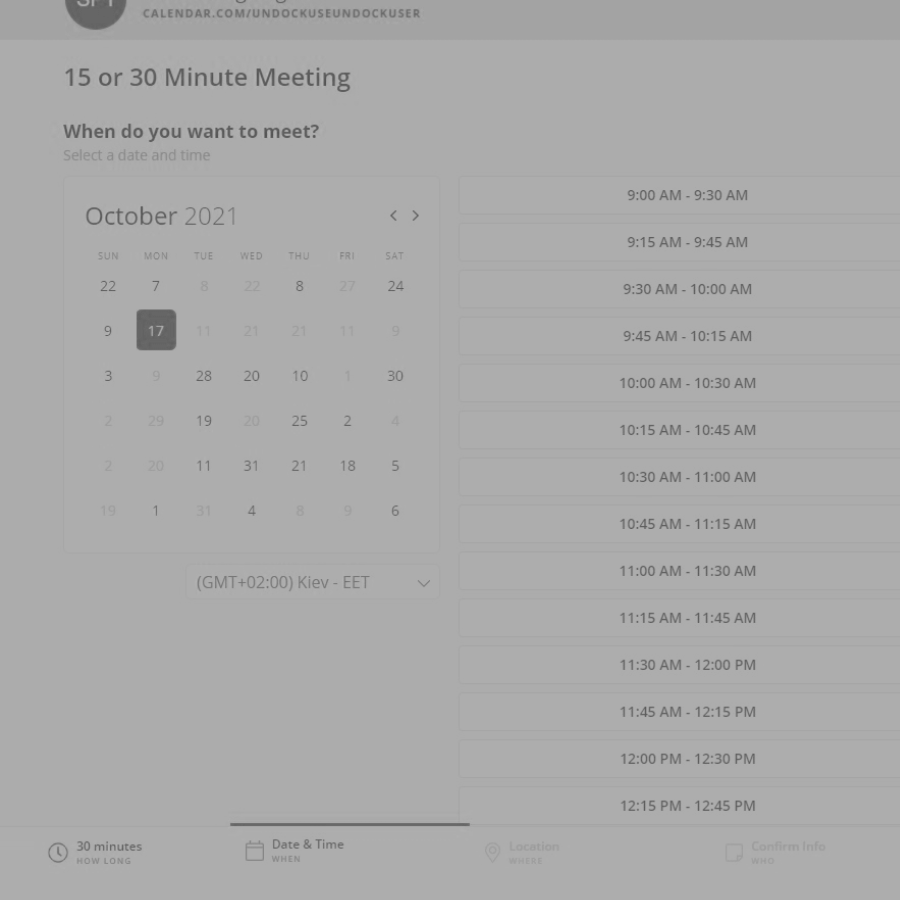 CALENDAR.COM/UNDOCKUSEUNDOCKUSER
15 or 30 Minute Meeting
When do you want to meet?
Select a date and time
October 2021
SUN MON TUE WED THU FRI SAT
22 7 8 22 8 27 24
9 17 11 21 21 11 9
3 9 28 20 10 1 30
2 29 19 20 25 2 4
2 20 11 31 21 18 5
19 1 31 4 8 9 6
(GMT+02:00) Kiev - EET
9:00 AM - 9:30 AM
9:15 AM - 9:45 AM
9:30 AM - 10:00 AM
9:45 AM - 10:15 AM
10:00 AM - 10:30 AM
10:15 AM - 10:45 AM
10:30 AM - 11:00 AM
10:45 AM - 11:15 AM
11:00 AM - 11:30 AM
11:15 AM - 11:45 AM
11:30 AM - 12:00 PM
11:45 AM - 12:15 PM
12:00 PM - 12:30 PM
12:15 PM - 12:45 PM
30 minutes
HOW LONG
Date & Time
WHEN
Location
WHERE
Confirm Info
WHO